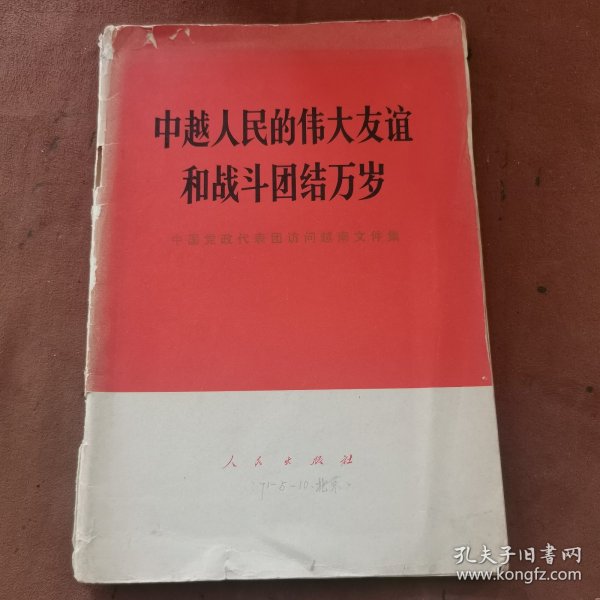 中越人民的伟大友谊
和战斗团结万岁
中国党政代表团访问越南文件集
人民出版社
71-5-10.北京
孔夫子旧书网
www.kongfz.com